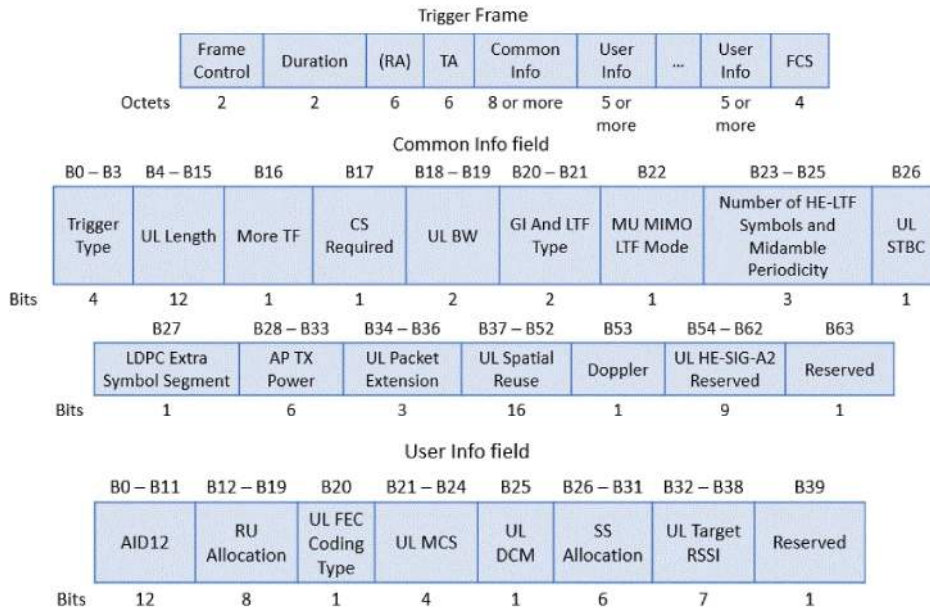 Trigger Frame
Frame Control Duration (RA) TA Common Info User Info ... User Info FCS
Octets 2 2 6 6 8 or more 5 or more 5 or more 4
Common Info field
B0 – B3 B4 – B15 B16 B17 B18 – B19 B20 – B21 B22 B23 – B25 B26
Trigger Type UL Length More TF CS Required UL BW GI And LTF Type MU MIMO LTF Mode Number of HE-LTF Symbols and Midamble Periodicity UL STBC
Bits 4 12 1 1 2 2 1 3 1
B27 B28 – B33 B34 – B36 B37 – B52 B53 B54 – B62 B63
LDPC Extra Symbol Segment AP TX Power UL Packet Extension UL Spatial Reuse Doppler UL HE-SIG-A2 Reserved Reserved
Bits 1 6 3 16 1 9 1
User Info field
B0 – B11 B12 – B19 B20 B21 – B24 B25 B26 – B31 B32 – B38 B39
AID12 RU Allocation UL FEC Coding Type UL MCS UL DCM SS Allocation UL Target RSSI Reserved
Bits 12 8 1 4 1 6 7 1